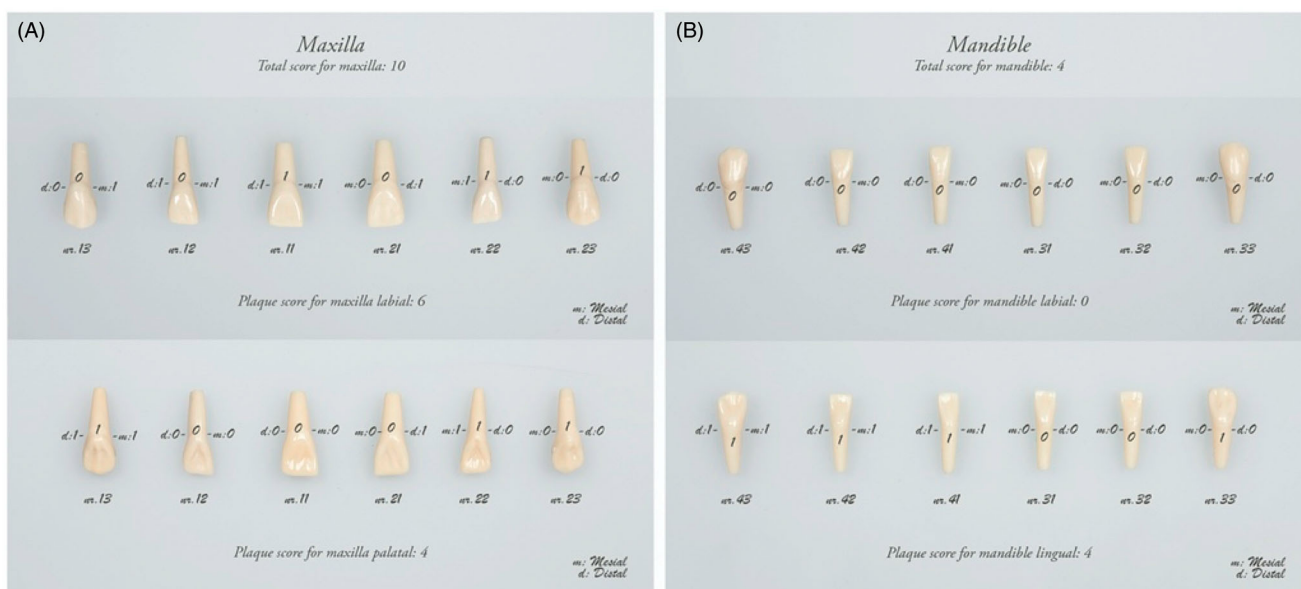 (A)
Maxilla
Total score for maxilla: 10
0 0 1 0 1 1
d:0- -m:1 d:1- -m:1 d:1- -m:1 m:0- -d:1 m:1- -d:0 m:0- -d:0
nr.13 nr.12 nr.11 nr.21 nr.22 nr.23
Plaque score for maxilla labial: 6
m: Mesial
d: Distal
1 0 0 0 1 1
d:1- -m:1 d:0- -m:0 d:0- -m:0 m:0- -d:1 m:1- -d:0 m:0- -d:0
nr.13 nr.12 nr.11 nr.21 nr.22 nr.23
Plaque score for maxilla palatal: 4
m: Mesial
d: Distal
(B)
Mandible
Total score for mandible: 4
d:0- -m:0 d:0- -m:0 d:0- -m:0 m:0- -d:0 m:0- -d:0 m:0- -d:0
0 0 0 0 0 0
nr.43 nr.42 nr.41 nr.31 nr.32 nr.33
Plaque score for mandible labial: 0
m: Mesial
d: Distal
d:1- -m:1 d:1- -m:1 d:1- -m:1 m:0- -d:0 m:0- -d:0 m:0- -d:0
1 1 1 0 0 1
nr.43 nr.42 nr.41 nr.31 nr.32 nr.33
Plaque score for mandible lingual: 4
m: Mesial
d: Distal